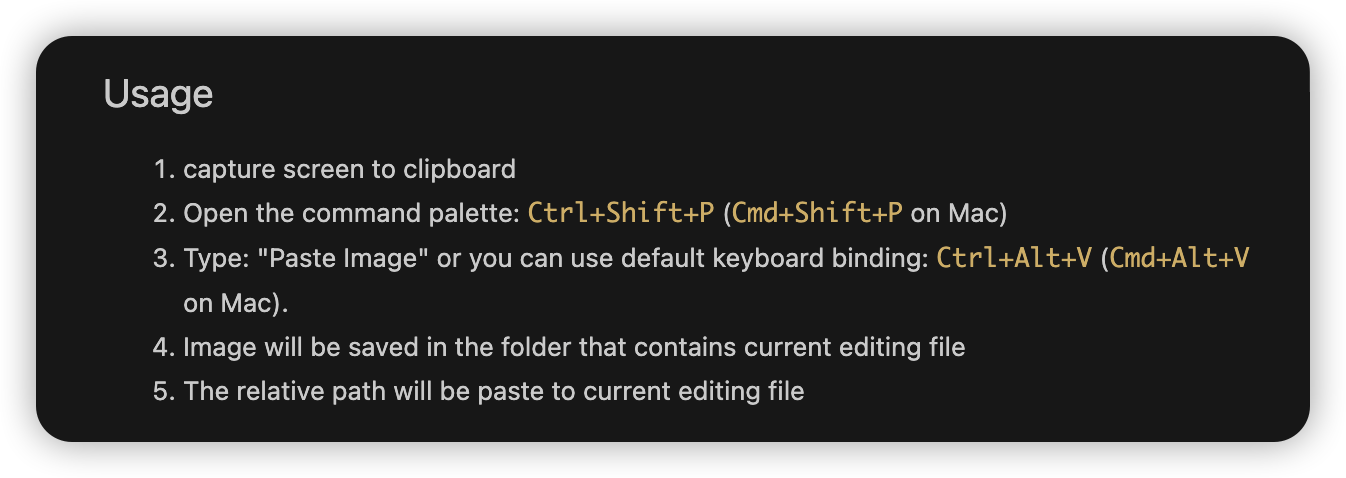 Usage
1. capture screen to clipboard
2. Open the command palette: Ctrl+Shift+P (Cmd+Shift+P on Mac)
3. Type: "Paste Image" or you can use default keyboard binding: Ctrl+Alt+V (Cmd+Alt+V
on Mac).
4. Image will be saved in the folder that contains current editing file
5. The relative path will be paste to current editing file